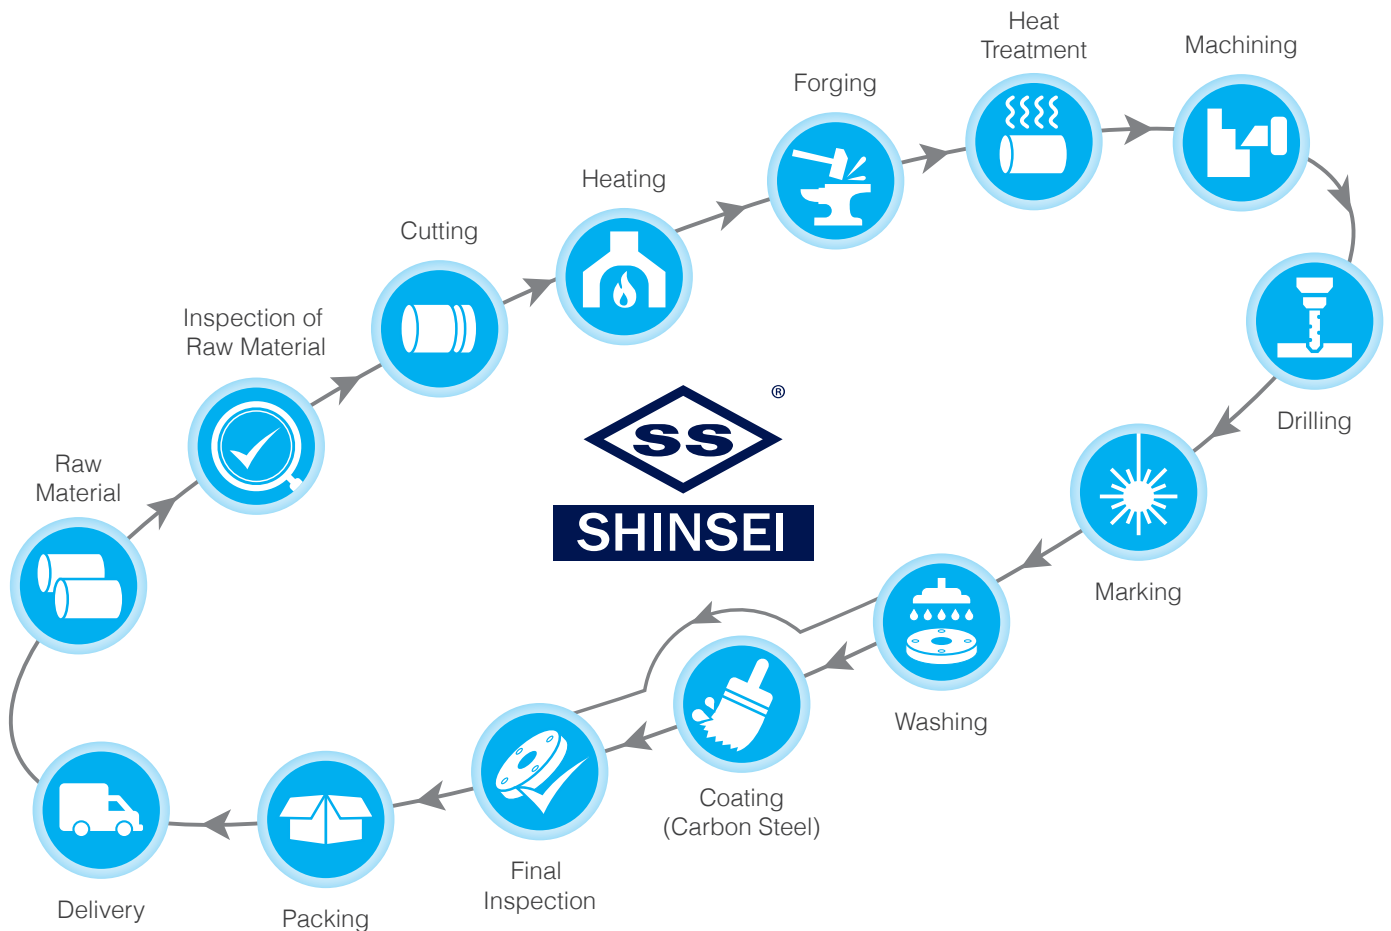 Raw
Material
Inspection of
Raw Material
Cutting
Heating
Forging
Heat
Treatment
Machining
Drilling
Marking
Washing
Coating
(Carbon Steel)
Final
Inspection
Packing
Delivery
SS
®
SHINSEI